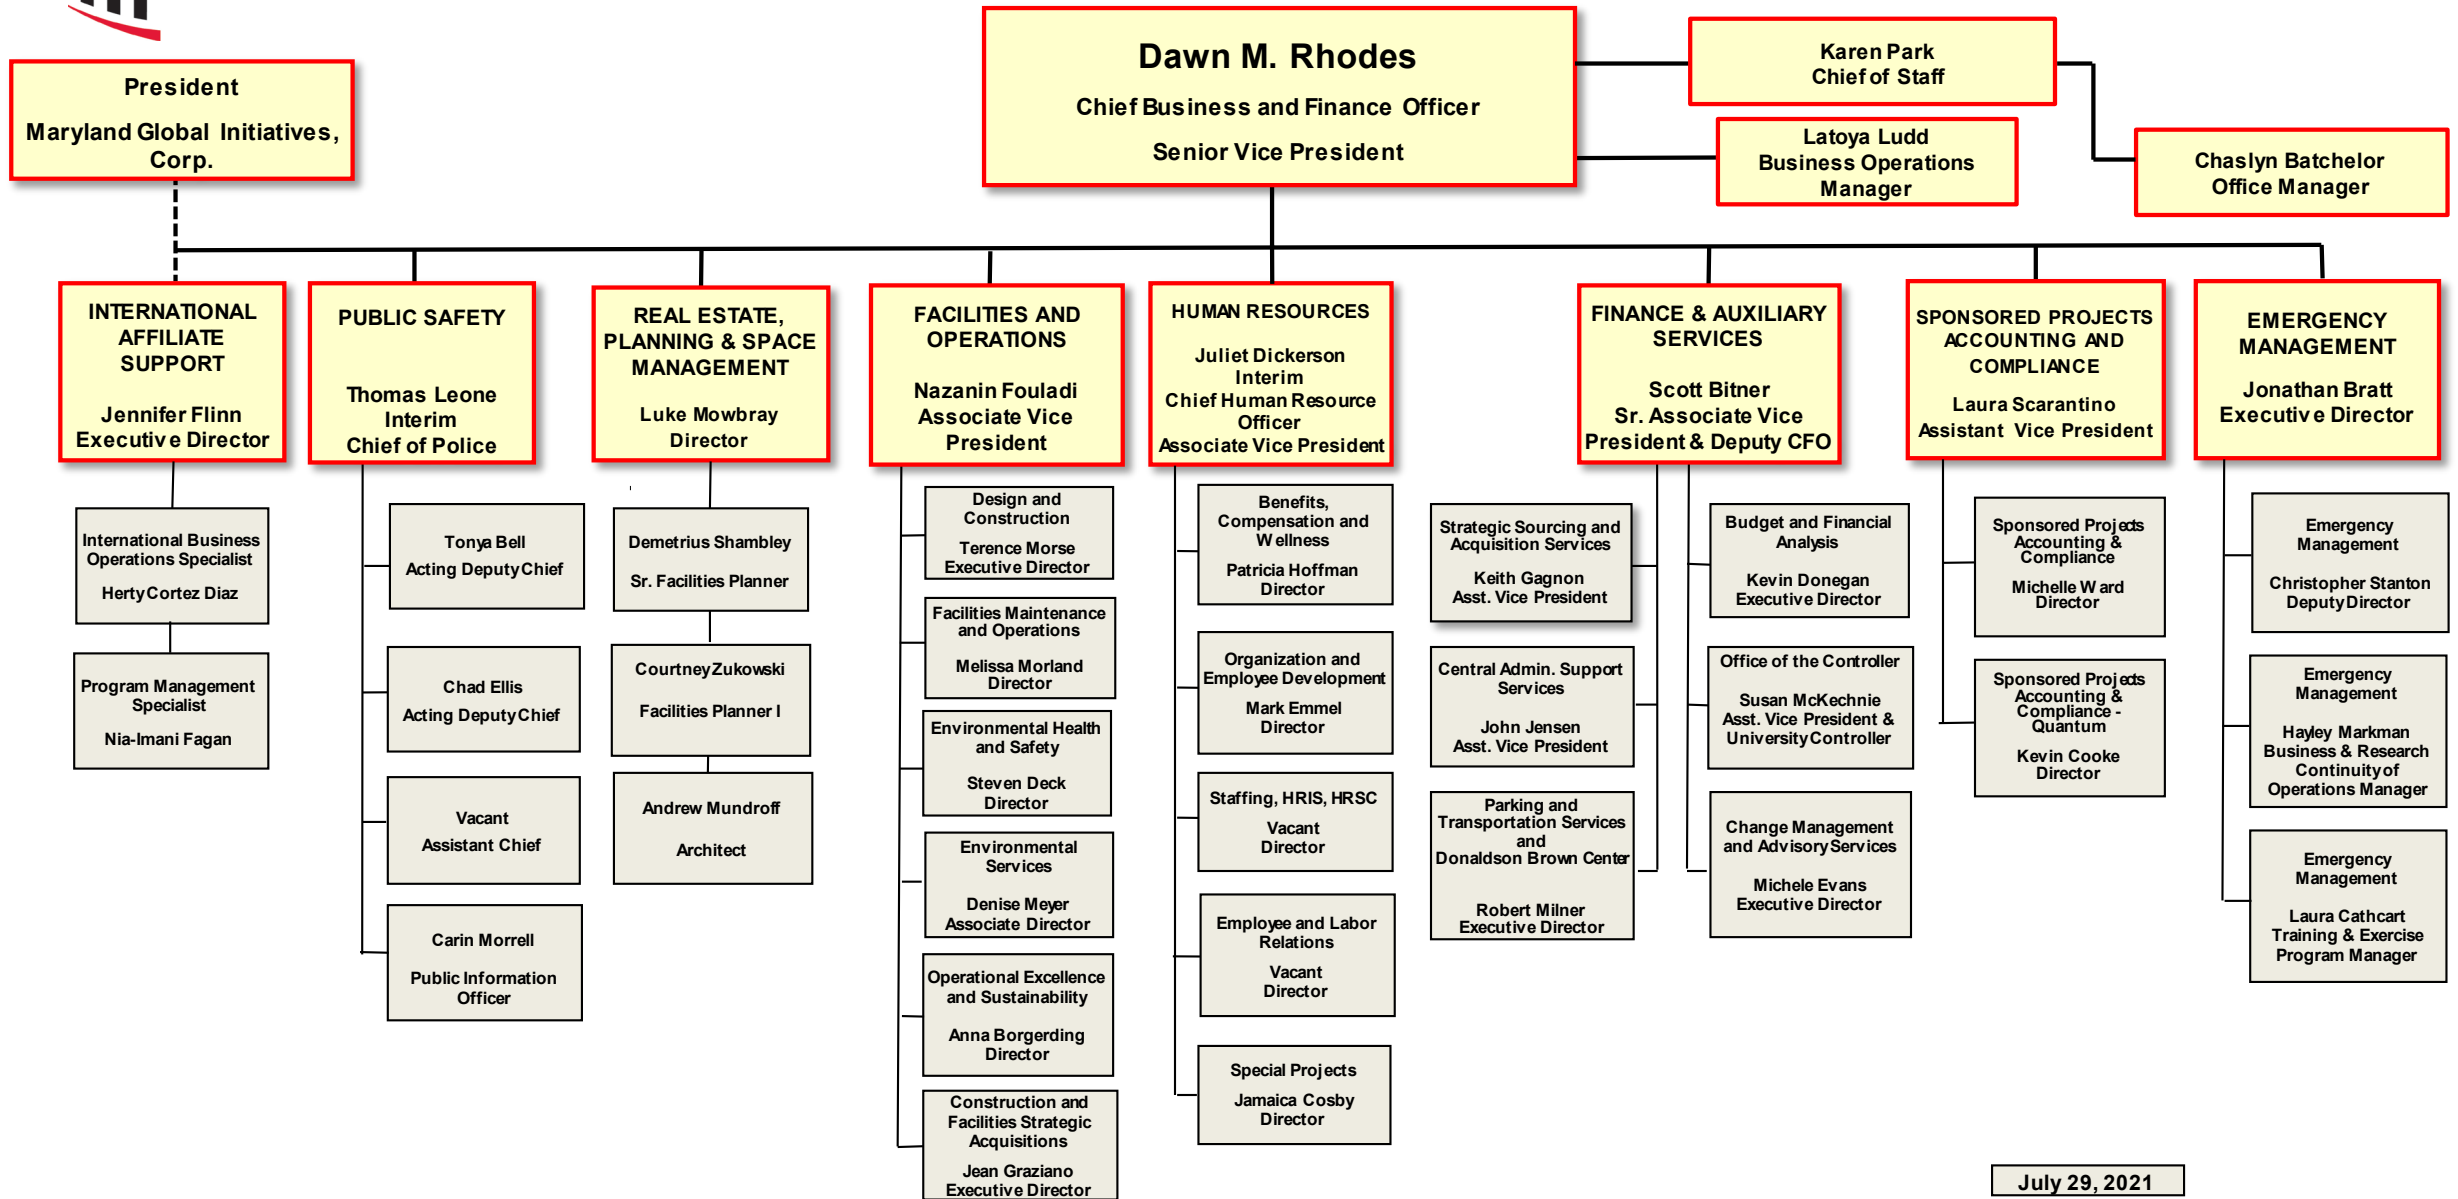 Dawn M. Rhodes
Chief Business and Finance Officer
Senior Vice President
Karen Park
Chief of Staff
Latoya Ludd
Business Operations
Manager
Chaslyn Batchelor
Office Manager
President
Maryland Global Initiatives,
Corp.
INTERNATIONAL
AFFILIATE
SUPPORT
Jennifer Flinn
Executive Director
International Business
Operations Specialist
Herty Cortez Diaz
Program Management
Specialist
Nia-Imani Fagan
PUBLIC SAFETY
Thomas Leone
Interim
Chief of Police
Tonya Bell
Acting Deputy Chief
Chad Ellis
Acting Deputy Chief
Vacant
Assistant Chief
Carin Morrell
Public Information
Officer
REAL ESTATE,
PLANNING & SPACE
MANAGEMENT
Luke Mowbray
Director
Demetrius Shambley
Sr. Facilities Planner
Courtney Zukowski
Facilities Planner I
Andrew Mundroff
Architect
FACILITIES AND
OPERATIONS
Nazanin Fouladi
Associate Vice
President
Design and
Construction
Terence Morse
Executive Director
Facilities Maintenance
and Operations
Melissa Morland
Director
Environmental Health
and Safety
Steven Deck
Director
Environmental
Services
Denise Meyer
Associate Director
Operational Excellence
and Sustainability
Anna Borgerding
Director
Construction and
Facilities Strategic
Acquisitions
Jean Graziano
Executive Director
HUMAN RESOURCES
Juliet Dickerson
Interim
Chief Human Resource
Officer
Associate Vice President
Benefits,
Compensation and
Wellness
Patricia Hoffman
Director
Organization and
Employee Development
Mark Emmel
Director
Staffing, HRIS, HRSC
Vacant
Director
Employee and Labor
Relations
Vacant
Director
Special Projects
Jamaica Cosby
Director
FINANCE & AUXILIARY
SERVICES
Scott Bitner
Sr. Associate Vice
President & Deputy CFO
Strategic Sourcing and
Acquisition Services
Keith Gagnon
Asst. Vice President
Central Admin. Support
Services
John Jensen
Asst. Vice President
Parking and
Transportation Services
and
Donaldson Brown Center
Robert Milner
Executive Director
Budget and Financial
Analysis
Kevin Donegan
Executive Director
Office of the Controller
Susan McKechnie
Asst. Vice President &
University Controller
Change Management
and Advisory Services
Michele Evans
Executive Director
SPONSORED PROJECTS
ACCOUNTING AND
COMPLIANCE
Laura Scarantino
Assistant Vice President
Sponsored Projects
Accounting &
Compliance
Michelle Ward
Director
Sponsored Projects
Accounting &
Compliance -
Quantum
Kevin Cooke
Director
EMERGENCY
MANAGEMENT
Jonathan Bratt
Executive Director
Emergency
Management
Christopher Stanton
Deputy Director
Emergency
Management
Hayley Markman
Business & Research
Continuity of
Operations Manager
Emergency
Management
Laura Cathcart
Training & Exercise
Program Manager
July 29, 2021